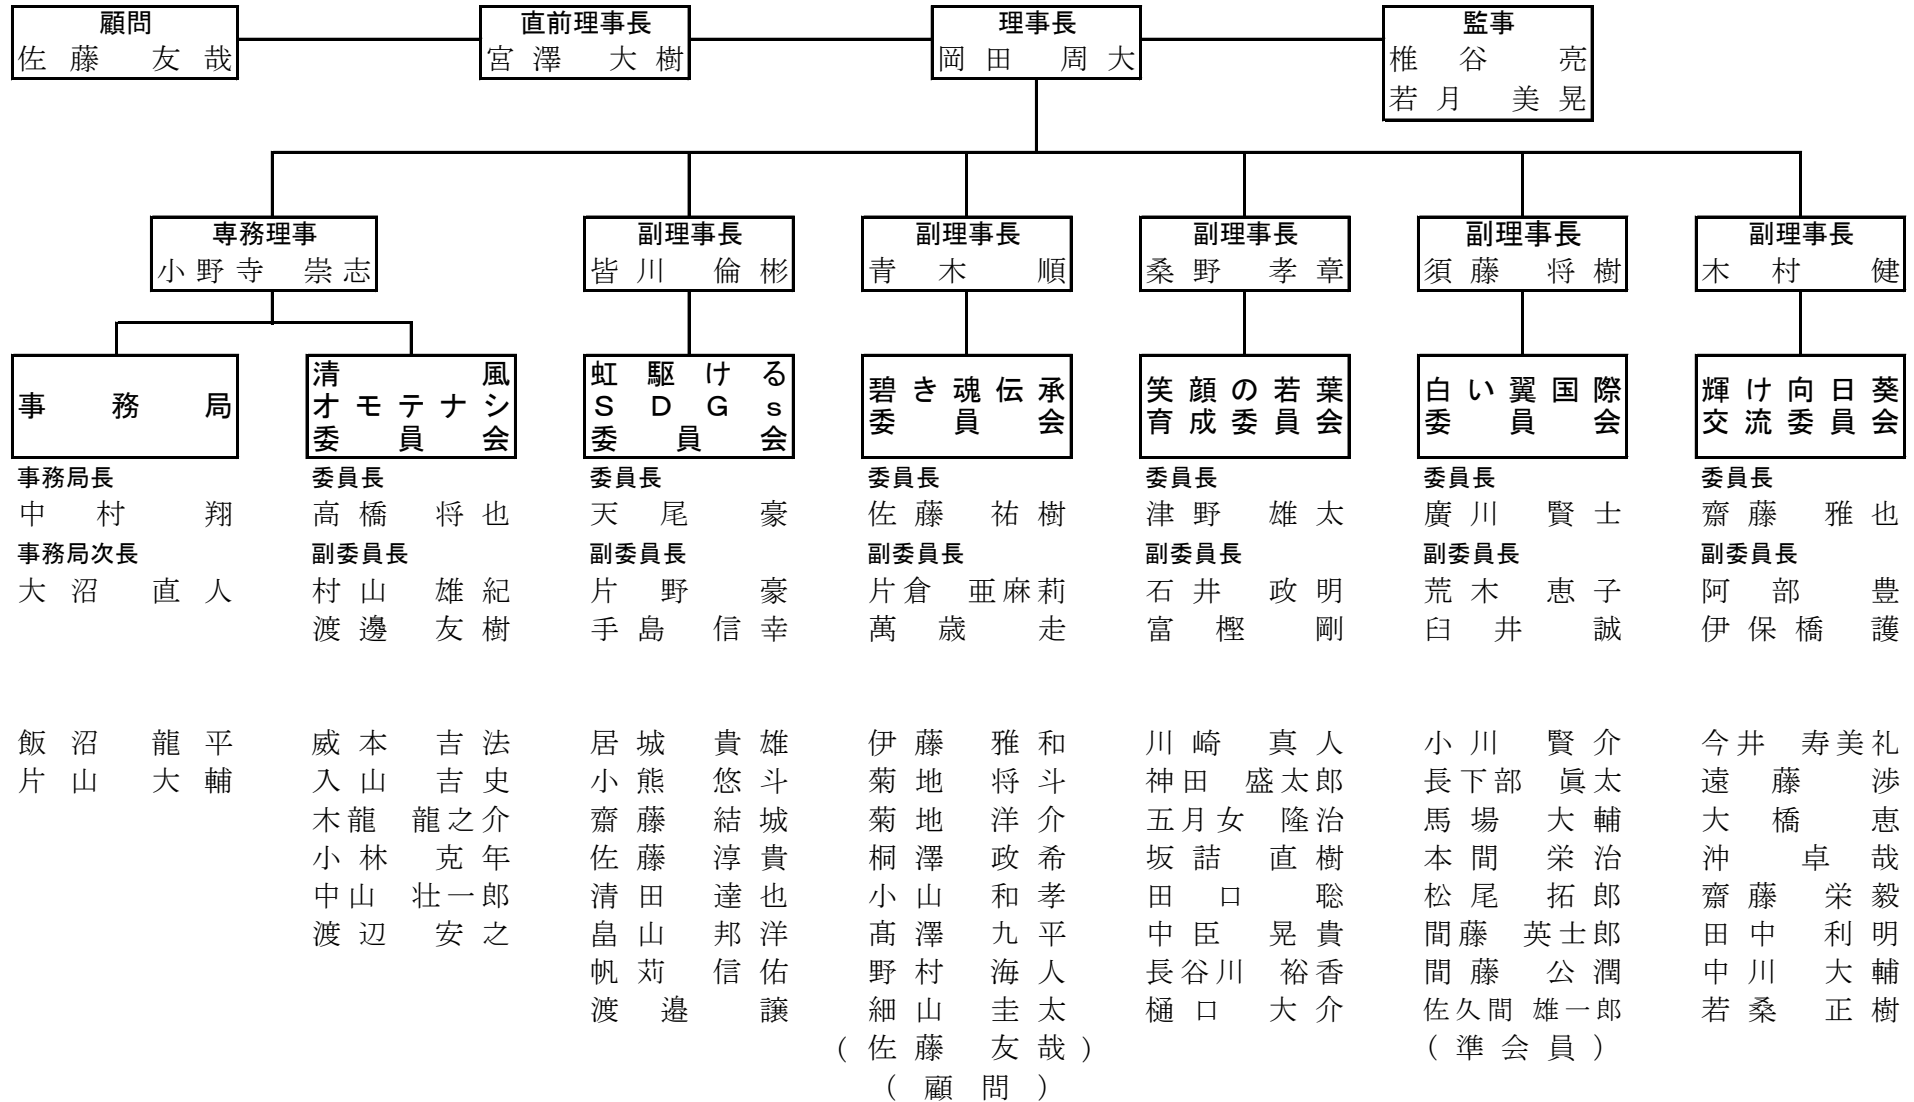 顧問
佐藤 友哉
直前理事長
宮澤 大樹
理事長
岡田 周大
監事
椎谷 亮
若月 美晃
専務理事
小野寺 崇志
副理事長
皆川 倫彬
副理事長
青木 順
副理事長
桑野 孝章
副理事長
須藤 将樹
副理事長
木村 健
事務局
事務局長
中村 翔
事務局次長
大沼 直人
飯沼 龍平
片山 大輔
清風
オモテナシ
委員会
委員長
高橋 将也
副委員長
村山 雄紀
渡邊 友樹
威本 吉法
入山 吉史
木龍 龍之介
小林 克年
中山 壮一郎
渡辺 安之
虹駆ける
ＳＤＧｓ
委員会
委員長
天尾 豪
副委員長
片野 豪
手島 信幸
居城 貴雄
小熊 悠斗
齋藤 結城
佐藤 淳貴
清田 達也
畠山 邦洋
帆苅 信佑
渡邉 譲
碧き魂伝承
委員会
委員長
佐藤 祐樹
副委員長
片倉 亜麻莉
萬歳 走
伊藤 雅和
菊地 将斗
菊地 洋介
桐澤 政希
小山 和孝
髙澤 九平
野村 海人
細山 圭太
(佐藤 友哉)
(顧問)
笑顔の若葉
育成委員会
委員長
津野 雄太
副委員長
石井 政明
富樫 剛
川崎 真人
神田 盛太郎
五月女 隆治
坂詰 直樹
田口 聡
中臣 晃貴
長谷川 裕香
樋口 大介
白い翼国際
委員会
委員長
廣川 賢士
副委員長
荒木 恵子
臼井 誠
小川 賢介
長下部 眞太
馬場 大輔
本間 栄治
松尾 拓郎
間藤 英士郎
間藤 公潤
佐久間 雄一郎
(準会員)
輝け向日葵
交流委員会
委員長
齋藤 雅也
副委員長
阿部 豊
伊保橋 護
今井 寿美礼
遠藤 渉
大橋 恵
沖 卓哉
齋藤 栄毅
田中 利明
中川 大輔
若桑 正樹